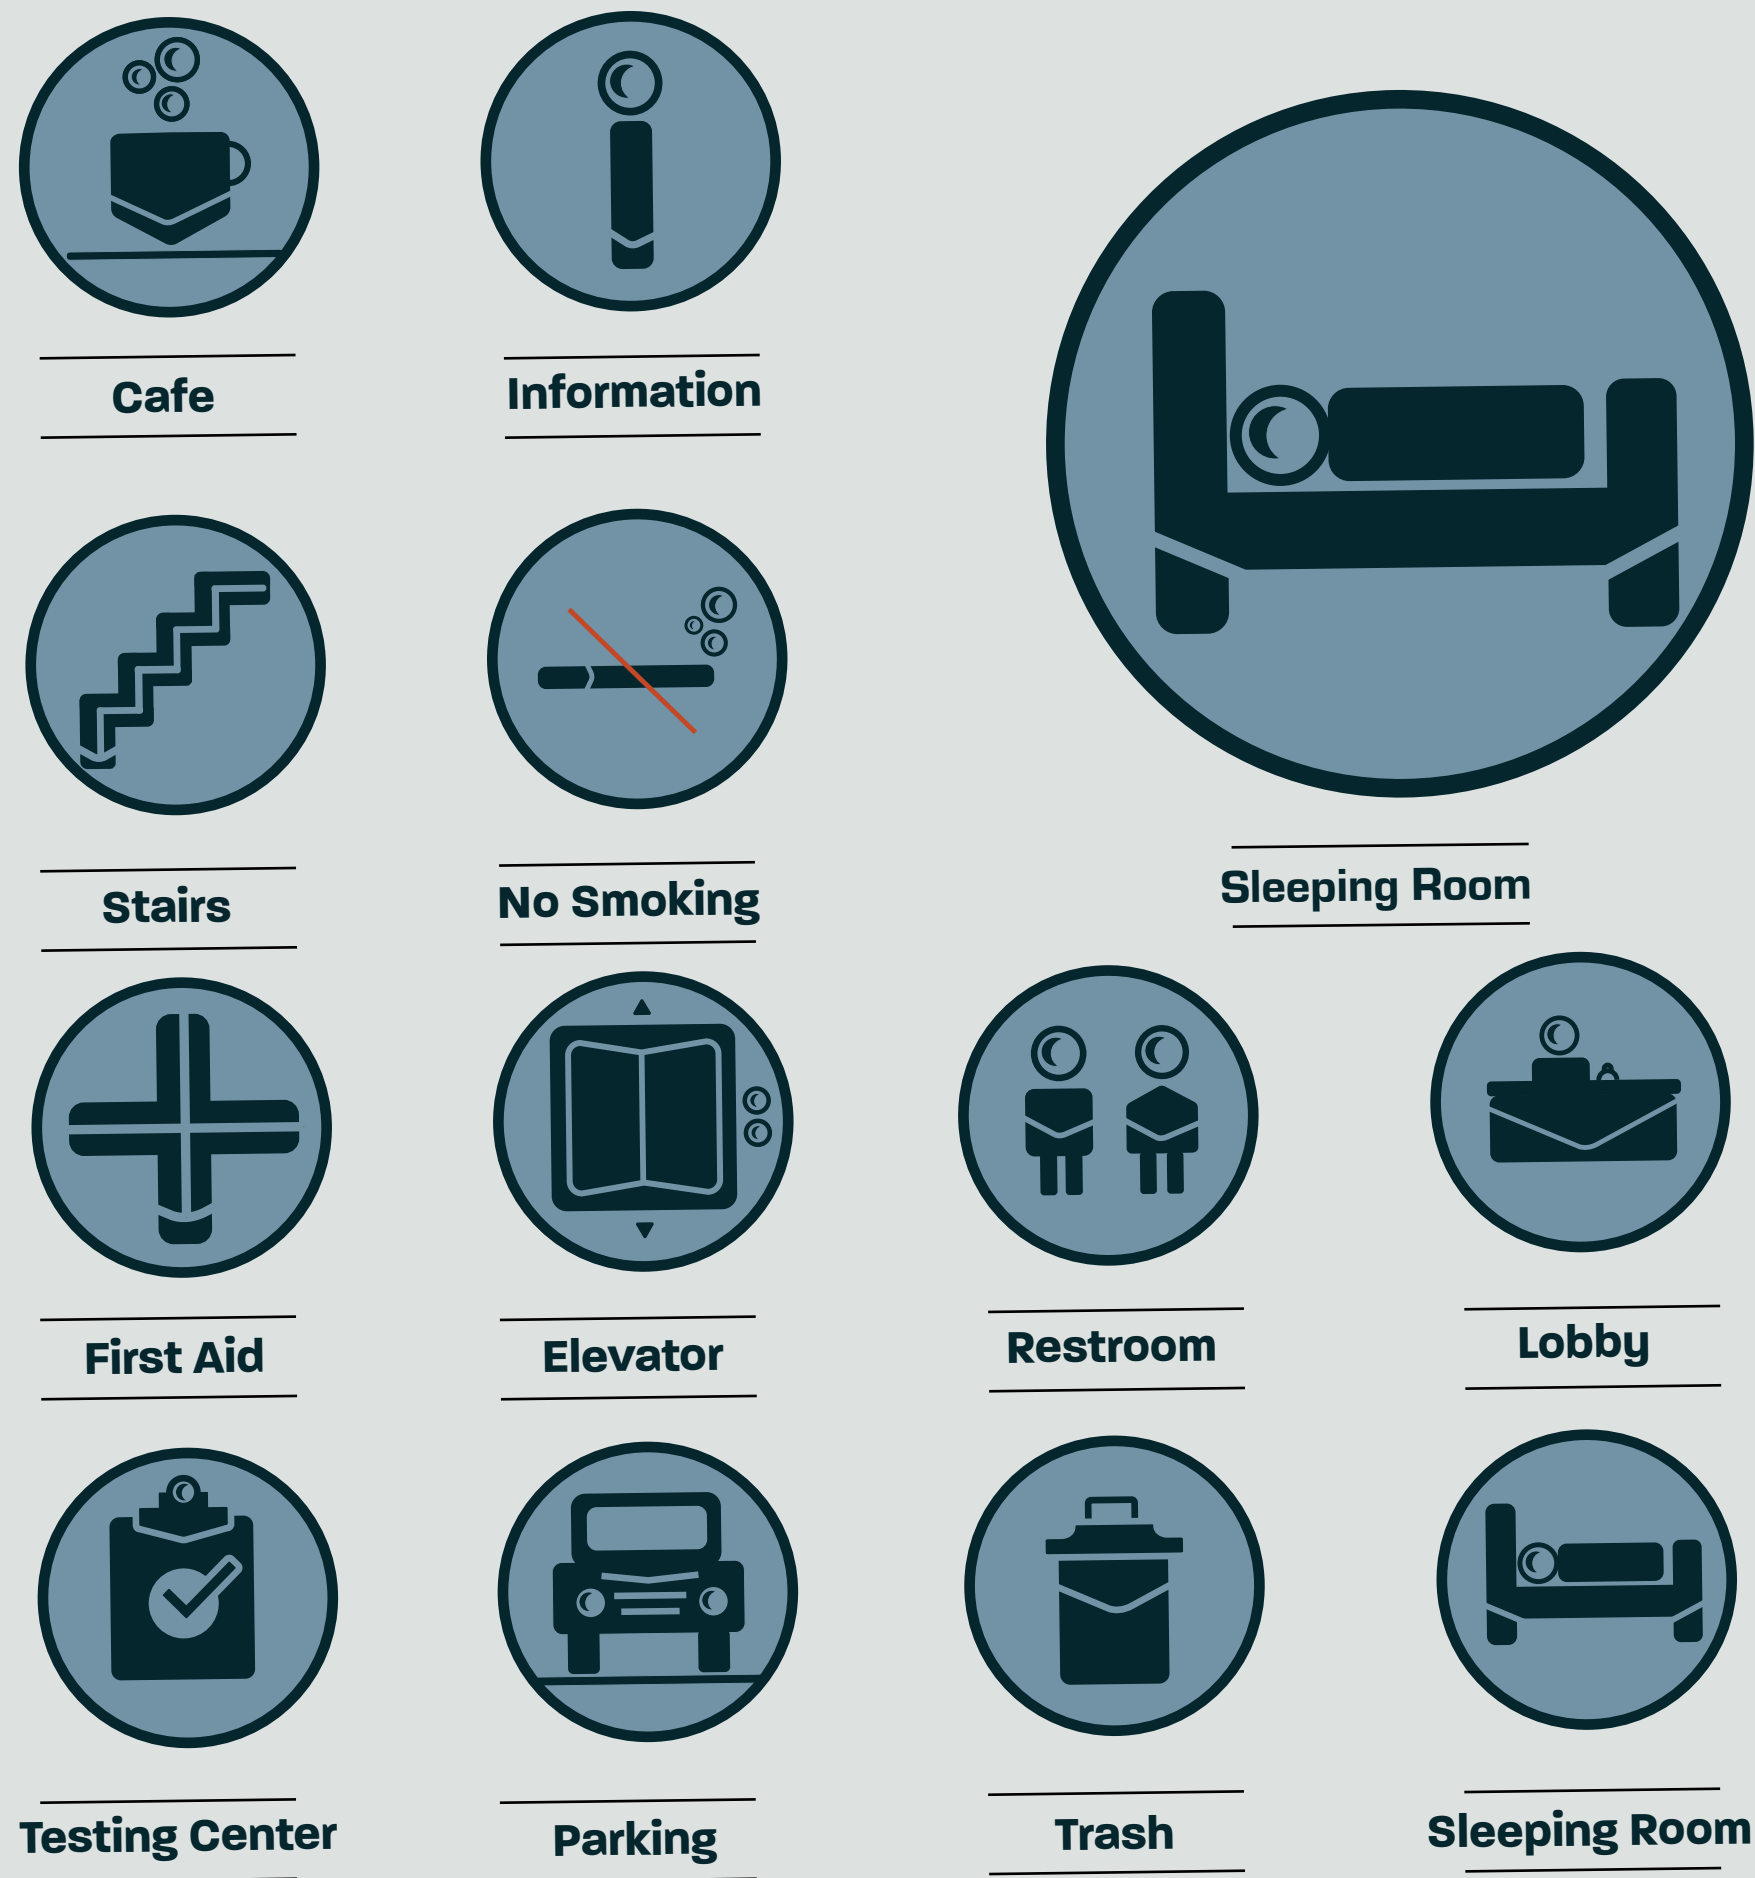 Cafe
Information
Stairs
No Smoking
Sleeping Room
First Aid
Elevator
Restroom
Lobby
Testing Center
Parking
Trash
Sleeping Room